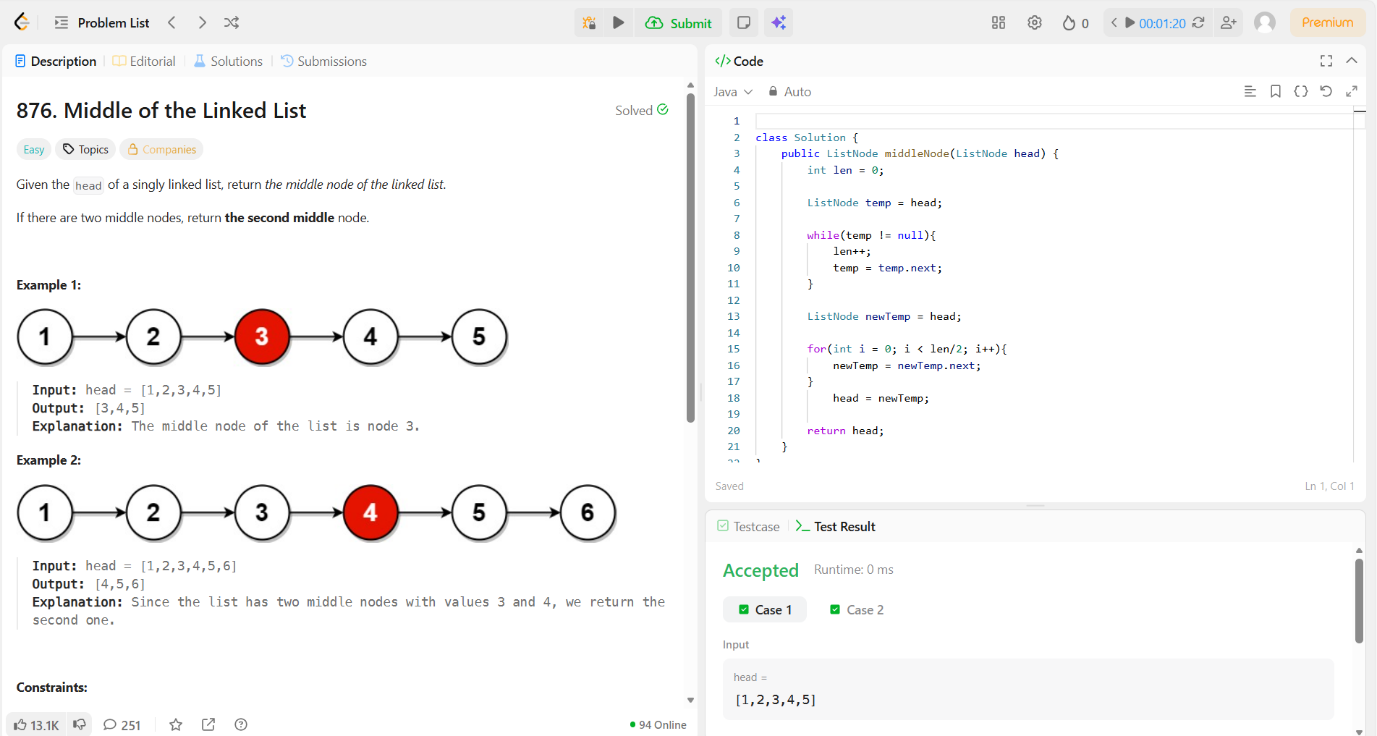 Problem List
Submit
0
00:01:20
Premium
Description
Editorial
Solutions
Submissions
876. Middle of the Linked List
Solved
Easy
Topics
Companies
Given the head of a singly linked list, return the middle node of the linked list.
If there are two middle nodes, return the second middle node.
Example 1:
1 2 3 4 5
Input: head = [1,2,3,4,5]
Output: [3,4,5]
Explanation: The middle node of the list is node 3.
Example 2:
1 2 3 4 5 6
Input: head = [1,2,3,4,5,6]
Output: [4,5,6]
Explanation: Since the list has two middle nodes with values 3 and 4, we return the
second one.
Constraints:
13.1K
251
94 Online
</> Code
Java
Auto
1
2 class Solution {
3 public ListNode middleNode(ListNode head) {
4 int len = 0;
5
6 ListNode temp = head;
7
8 while(temp != null){
9 len++;
10 temp = temp.next;
11 }
12
13 ListNode newTemp = head;
14
15 for(int i = 0; i < len/2; i++){
16 newTemp = newTemp.next;
17 }
18 head = newTemp;
19
20 return head;
21 }
22 }
Saved
Ln 1, Col 1
Testcase
>_ Test Result
Accepted
Runtime: 0 ms
Case 1
Case 2
Input
head =
[1,2,3,4,5]